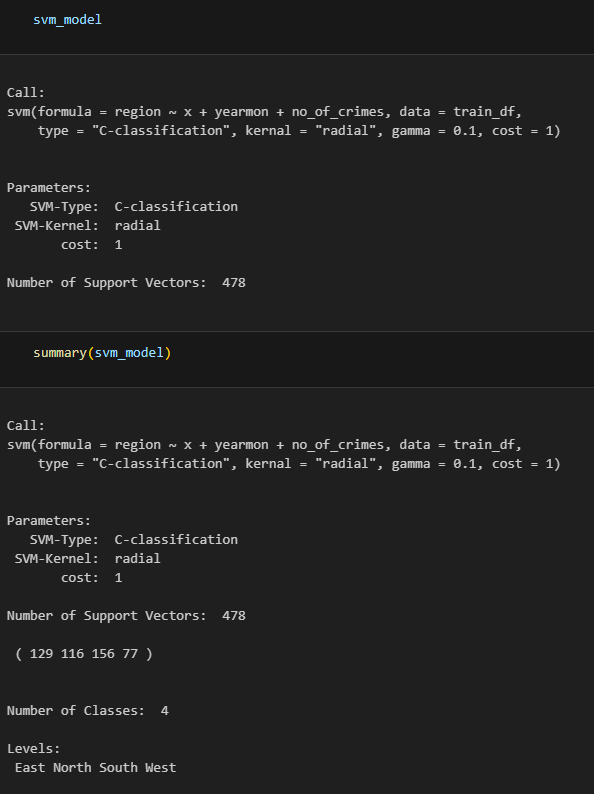 svm_model
Call:
svm(formula = region ~ x + yearmon + no_of_crimes, data = train_df,
    type = "C-classification", kernal = "radial", gamma = 0.1, cost = 1)
Parameters:
   SVM-Type:  C-classification
 SVM-Kernel:  radial
       cost:  1
Number of Support Vectors:  478
summary(svm_model)
Call:
svm(formula = region ~ x + yearmon + no_of_crimes, data = train_df,
    type = "C-classification", kernal = "radial", gamma = 0.1, cost = 1)
Parameters:
   SVM-Type:  C-classification
 SVM-Kernel:  radial
       cost:  1
Number of Support Vectors:  478
 ( 129 116 156 77 )
Number of Classes:  4
Levels:
 East North South West